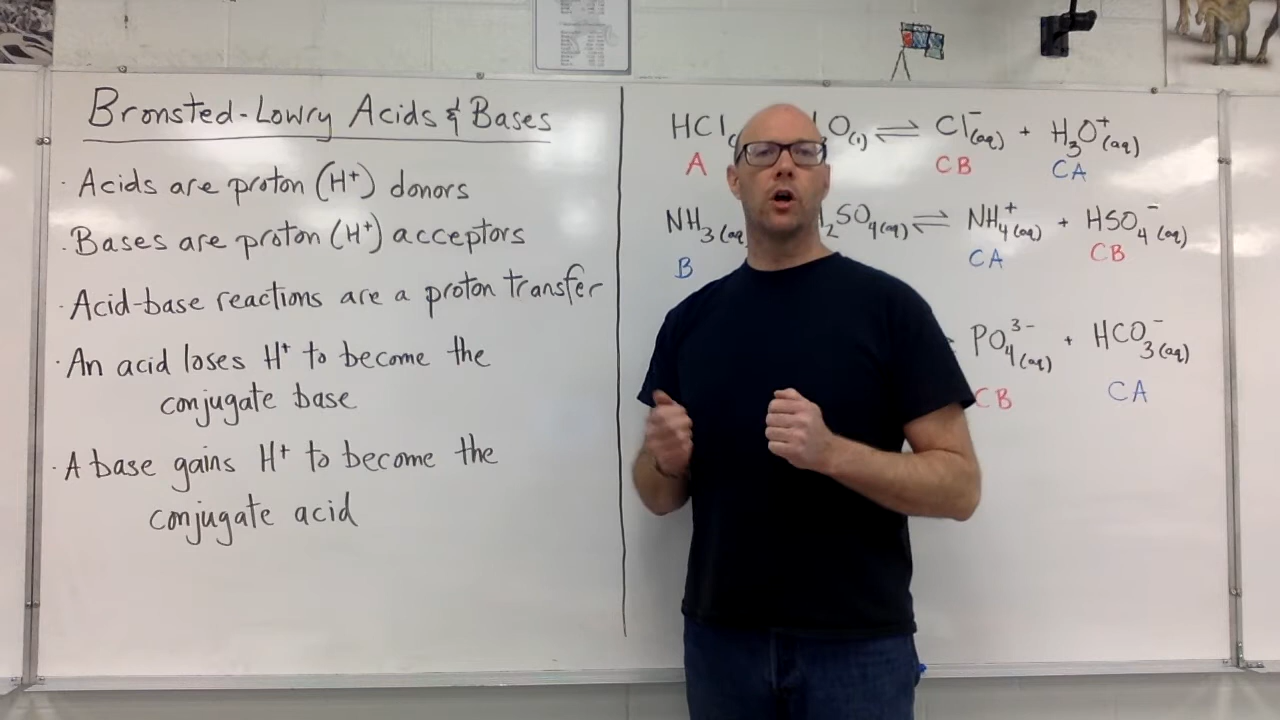 Bronsted-Lowry Acids & Bases
· Acids are proton (H⁺) donors
· Bases are proton (H⁺) acceptors
· Acid-base reactions are a proton transfer
· An acid loses H⁺ to become the
conjugate base
· A base gains H⁺ to become the
conjugate acid
HCl O(l) ⇌ Cl⁻(aq) + H₃O⁺(aq)
A CB CA
NH₃(aq ₂SO₄(aq) ⇌ NH₄⁺(aq) + HSO₄⁻(aq)
B CA CB
PO₄³⁻(aq) + HCO₃⁻(aq)
CB CA